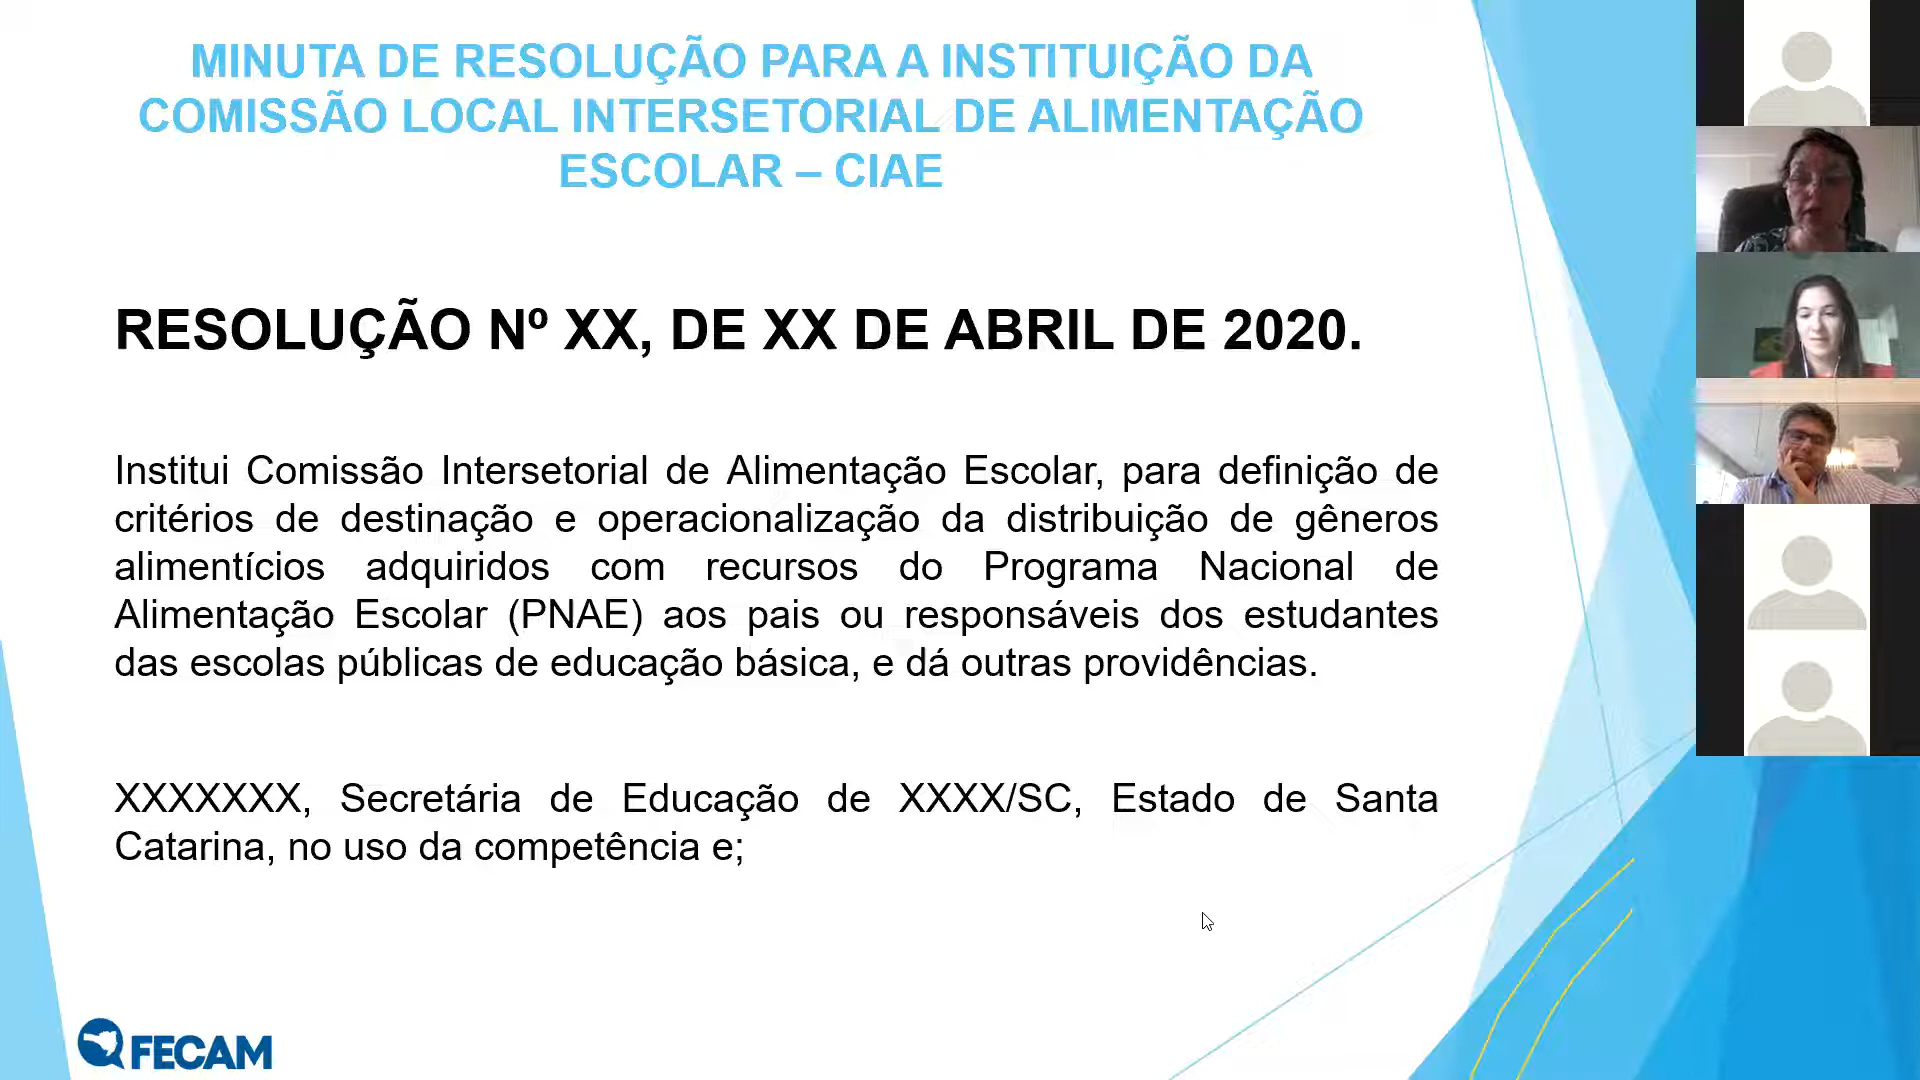 MINUTA DE RESOLUÇÃO PARA A INSTITUIÇÃO DA
COMISSÃO LOCAL INTERSETORIAL DE ALIMENTAÇÃO
ESCOLAR – CIAE
RESOLUÇÃO Nº XX, DE XX DE ABRIL DE 2020.
Institui Comissão Intersetorial de Alimentação Escolar, para definição de
critérios de destinação e operacionalização da distribuição de gêneros
alimentícios adquiridos com recursos do Programa Nacional de
Alimentação Escolar (PNAE) aos pais ou responsáveis dos estudantes
das escolas públicas de educação básica, e dá outras providências.
XXXXXXX, Secretária de Educação de XXXX/SC, Estado de Santa
Catarina, no uso da competência e;
FECAM